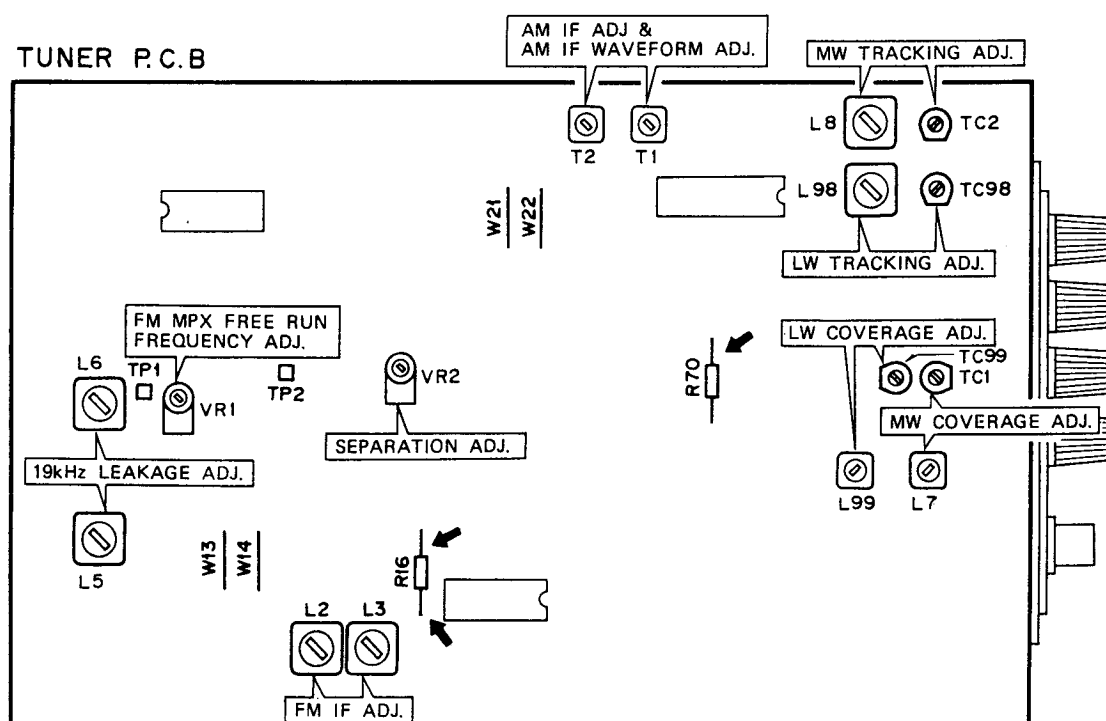 TUNER P.C.B
AM IF ADJ &
AM IF WAVEFORM ADJ.
MW TRACKING ADJ.
T2
T1
L8
TC2
L98
TC98
LW TRACKING ADJ.
W21
W22
FM MPX FREE RUN
FREQUENCY ADJ.
L6
TP1
VR1
TP2
VR2
SEPARATION ADJ.
R70
LW COVERAGE ADJ.
TC99
TC1
MW COVERAGE ADJ.
19kHz LEAKAGE ADJ.
L99
L7
L5
W13
W14
R16
L2
L3
FM IF ADJ.